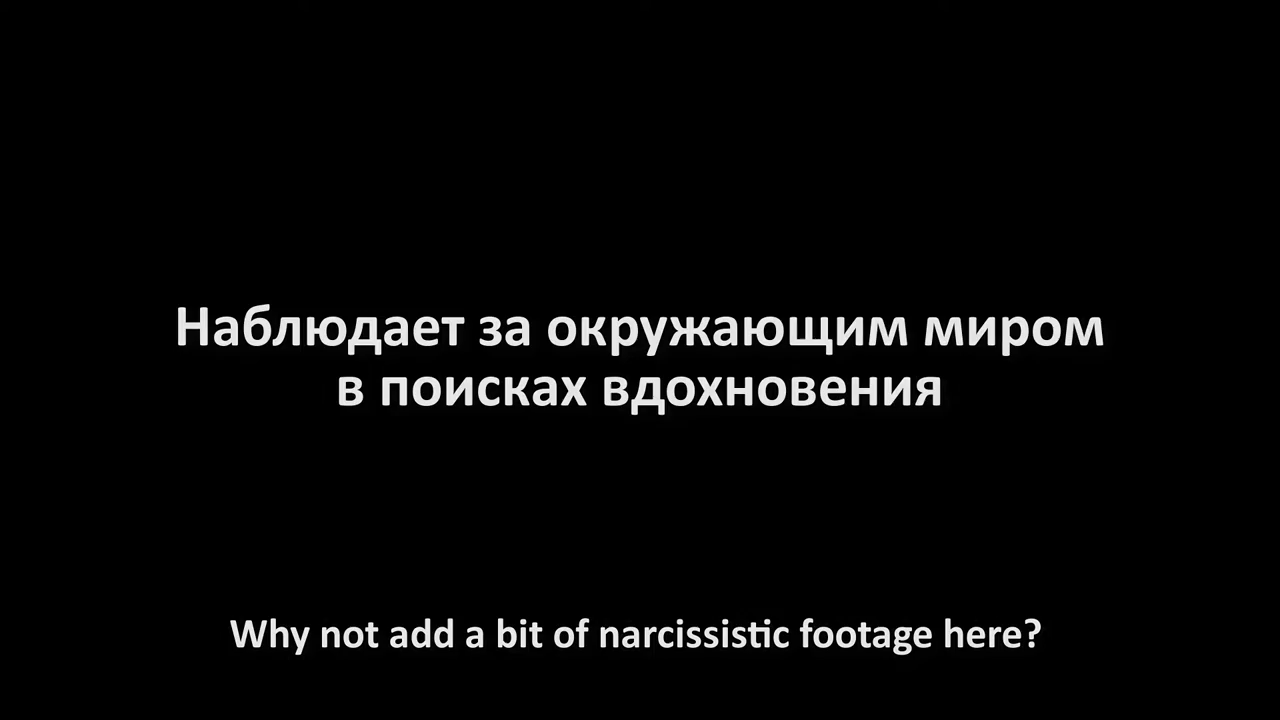 Наблюдает за окружающим миром
в поисках вдохновения
Why not add a bit of narcissistic footage here?